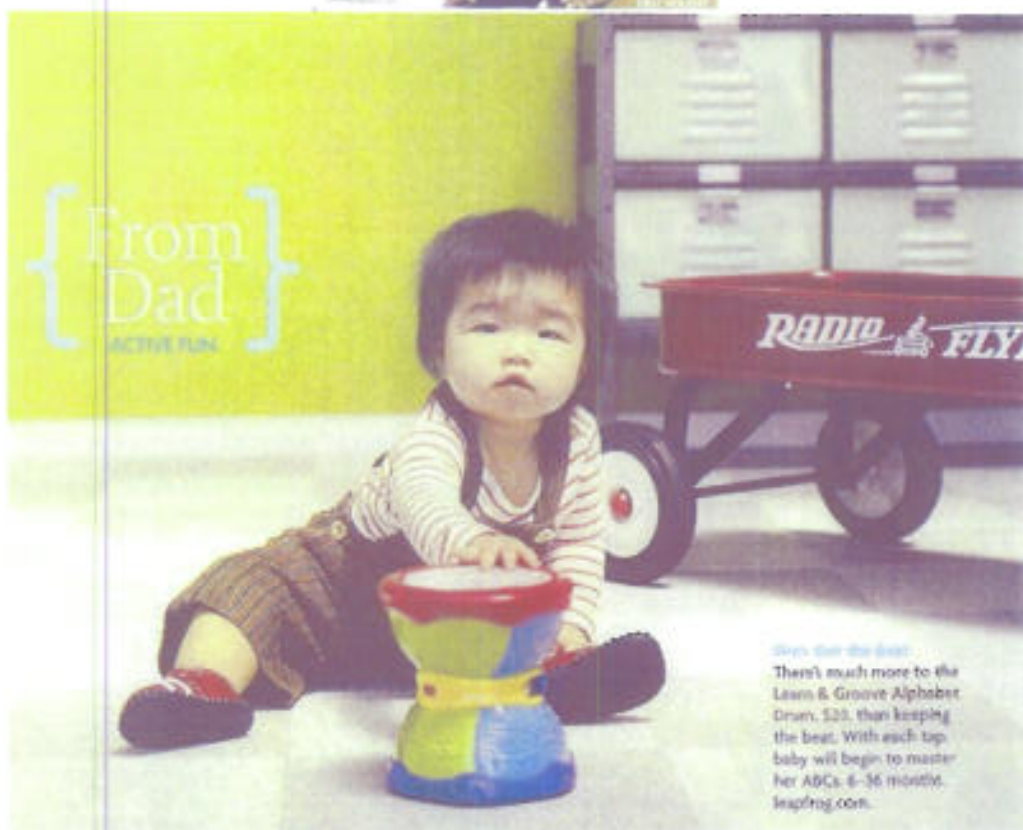 { From
Dad }
ACTIVE FUN
RADIO FLY
There's much more to the
Learn & Groove Alphabet
Drum, $20, than keeping
the beat. With each tap
baby will begin to master
her ABCs. 6–36 months.
leapfrog.com.